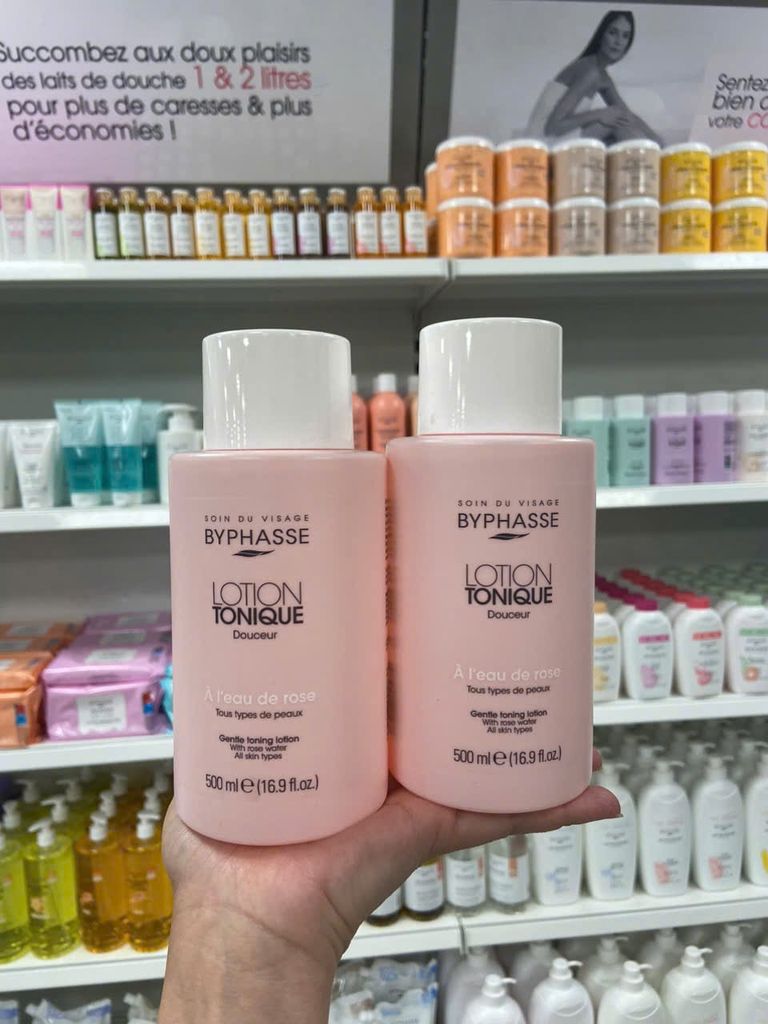 Succombez aux doux plaisirs
des laits de douche 1 & 2 litres
pour plus de caresses & plus
d'économies !
Sentez
bien
votre
SOIN DU VISAGE
BYPHASSE
LOTION
TONIQUE
Douceur
À l'eau de rose
Tous types de peaux
Gentle toning lotion
With rose water
All skin types
500 ml e (16.9 fl.oz.)
SOIN DU VISAGE
BYPHASSE
LOTION
TONIQUE
Douceur
À l'eau de rose
Tous types de peaux
Gentle toning lotion
With rose water
All skin types
500 ml e (16.9 fl.oz.)